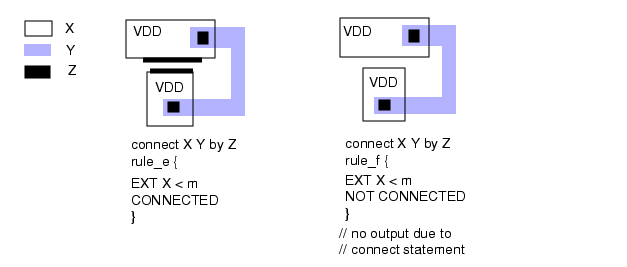 X
Y
Z
VDD
VDD
connect X Y by Z
rule_e {
EXT X < m
CONNECTED
}
VDD
VDD
connect X Y by Z
rule_f {
EXT X < m
NOT CONNECTED
}
// no output due to
// connect statement